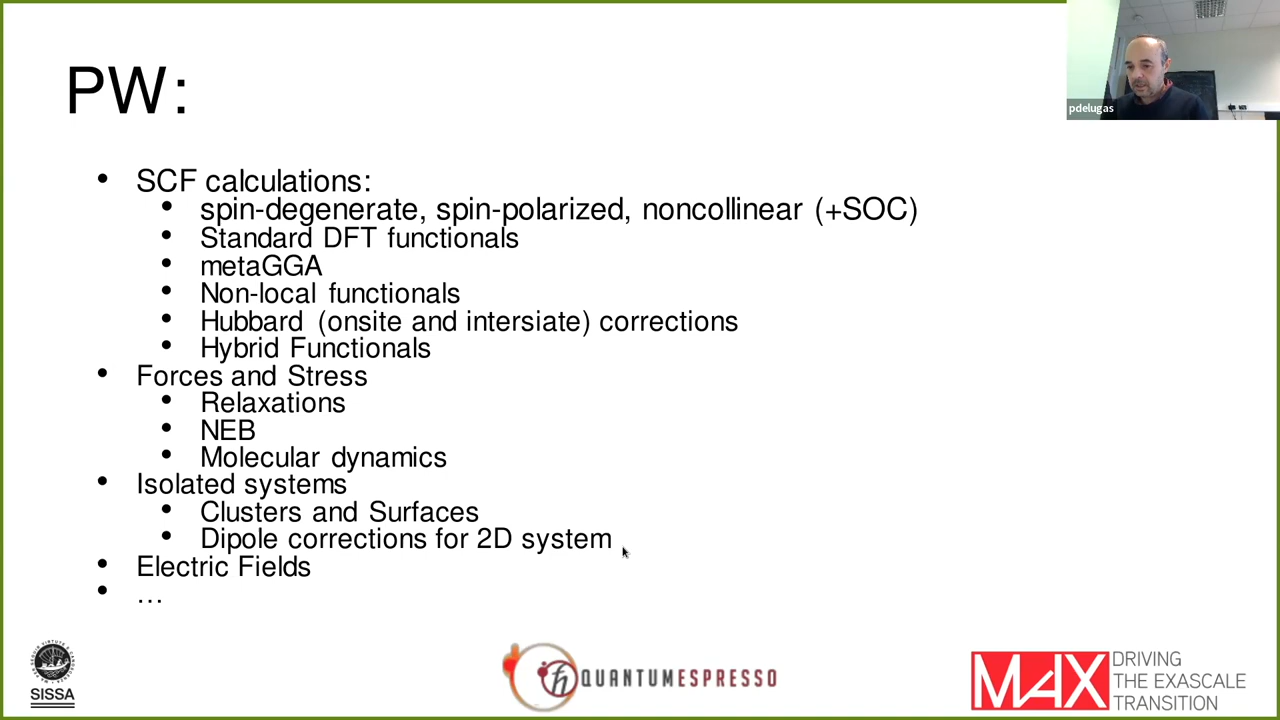 PW:
pdelugas
• SCF calculations:
• spin-degenerate, spin-polarized, noncollinear (+SOC)
• Standard DFT functionals
• metaGGA
• Non-local functionals
• Hubbard (onsite and intersiate) corrections
• Hybrid Functionals
• Forces and Stress
• Relaxations
• NEB
• Molecular dynamics
• Isolated systems
• Clusters and Surfaces
• Dipole corrections for 2D system
• Electric Fields
• …
SISSA
QUANTUMESPRESSO
MAX
DRIVING
THE EXASCALE
TRANSITION